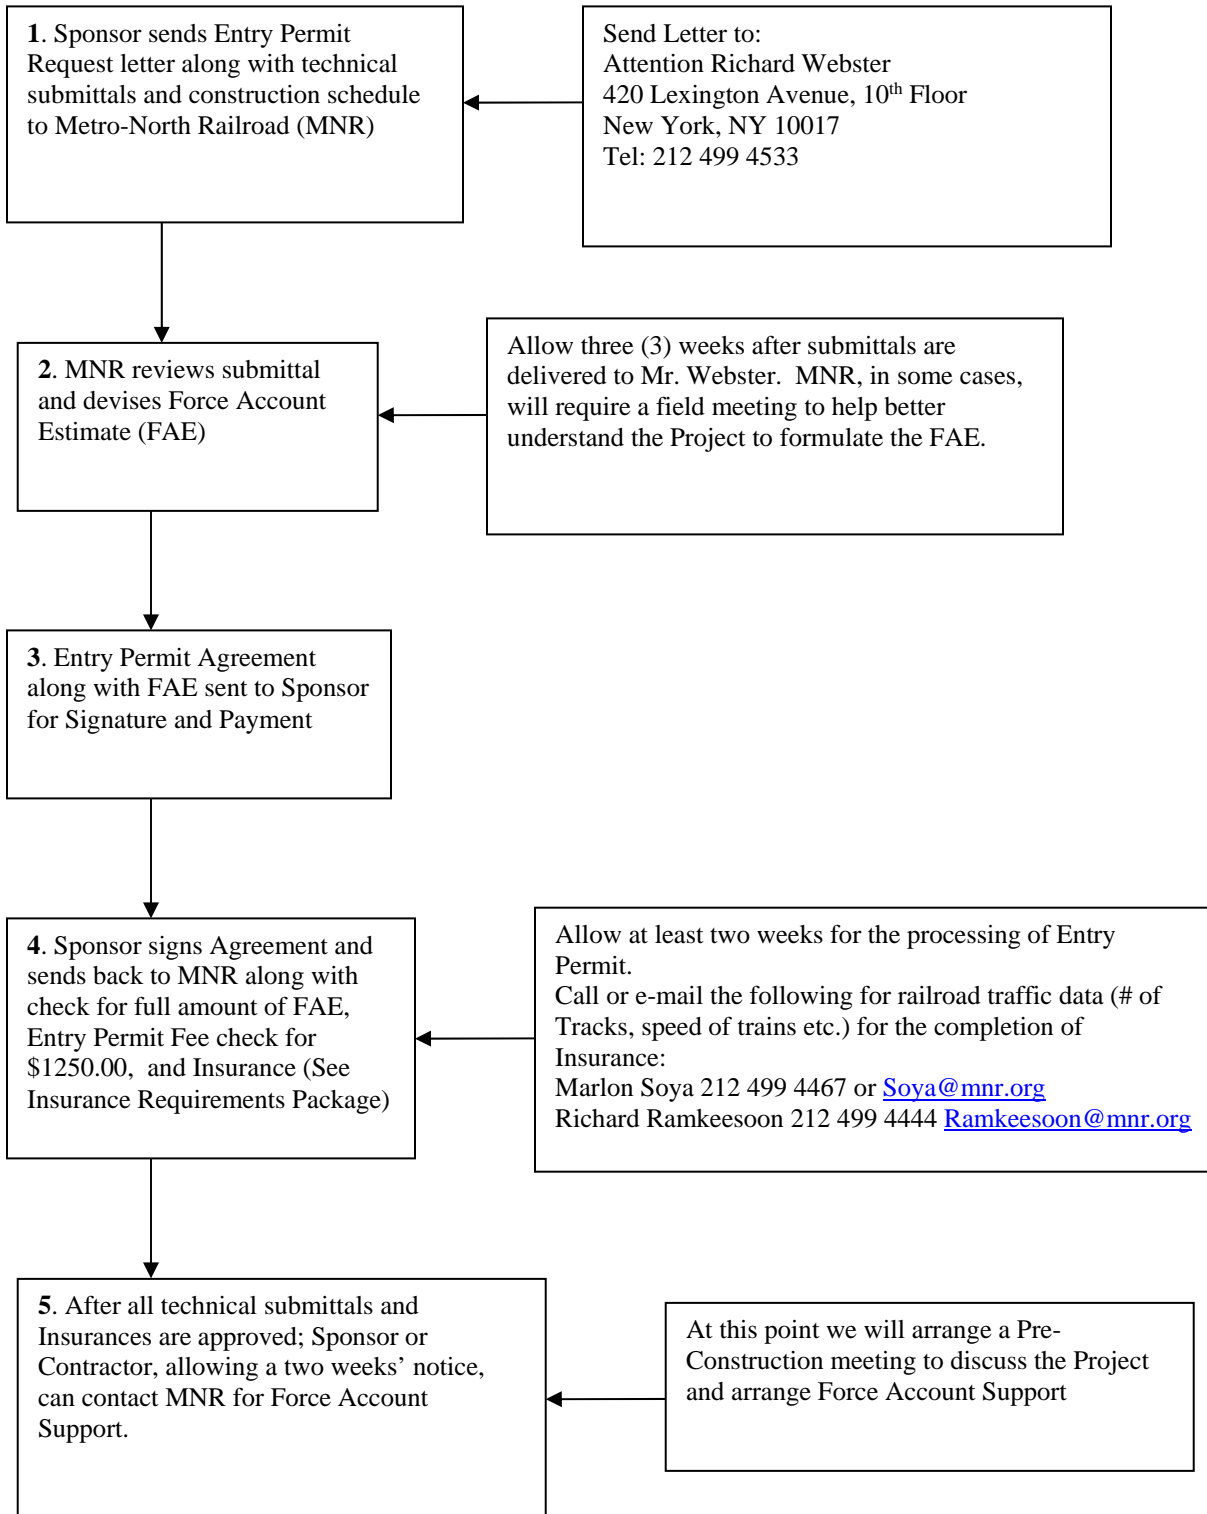 1. Sponsor sends Entry Permit
Request letter along with technical
submittals and construction schedule
to Metro-North Railroad (MNR)
Send Letter to:
Attention Richard Webster
420 Lexington Avenue, 10th Floor
New York, NY 10017
Tel: 212 499 4533
2. MNR reviews submittal
and devises Force Account
Estimate (FAE)
Allow three (3) weeks after submittals are
delivered to Mr. Webster.  MNR, in some cases,
will require a field meeting to help better
understand the Project to formulate the FAE.
3. Entry Permit Agreement
along with FAE sent to Sponsor
for Signature and Payment
4. Sponsor signs Agreement and
sends back to MNR along with
check for full amount of FAE,
Entry Permit Fee check for
$1250.00,  and Insurance (See
Insurance Requirements Package)
Allow at least two weeks for the processing of Entry
Permit.
Call or e-mail the following for railroad traffic data (# of
Tracks, speed of trains etc.) for the completion of
Insurance:
Marlon Soya 212 499 4467 or Soya@mnr.org
Richard Ramkeesoon 212 499 4444 Ramkeesoon@mnr.org
5. After all technical submittals and
Insurances are approved; Sponsor or
Contractor, allowing a two weeks’ notice,
can contact MNR for Force Account
Support.
At this point we will arrange a Pre-
Construction meeting to discuss the Project
and arrange Force Account Support